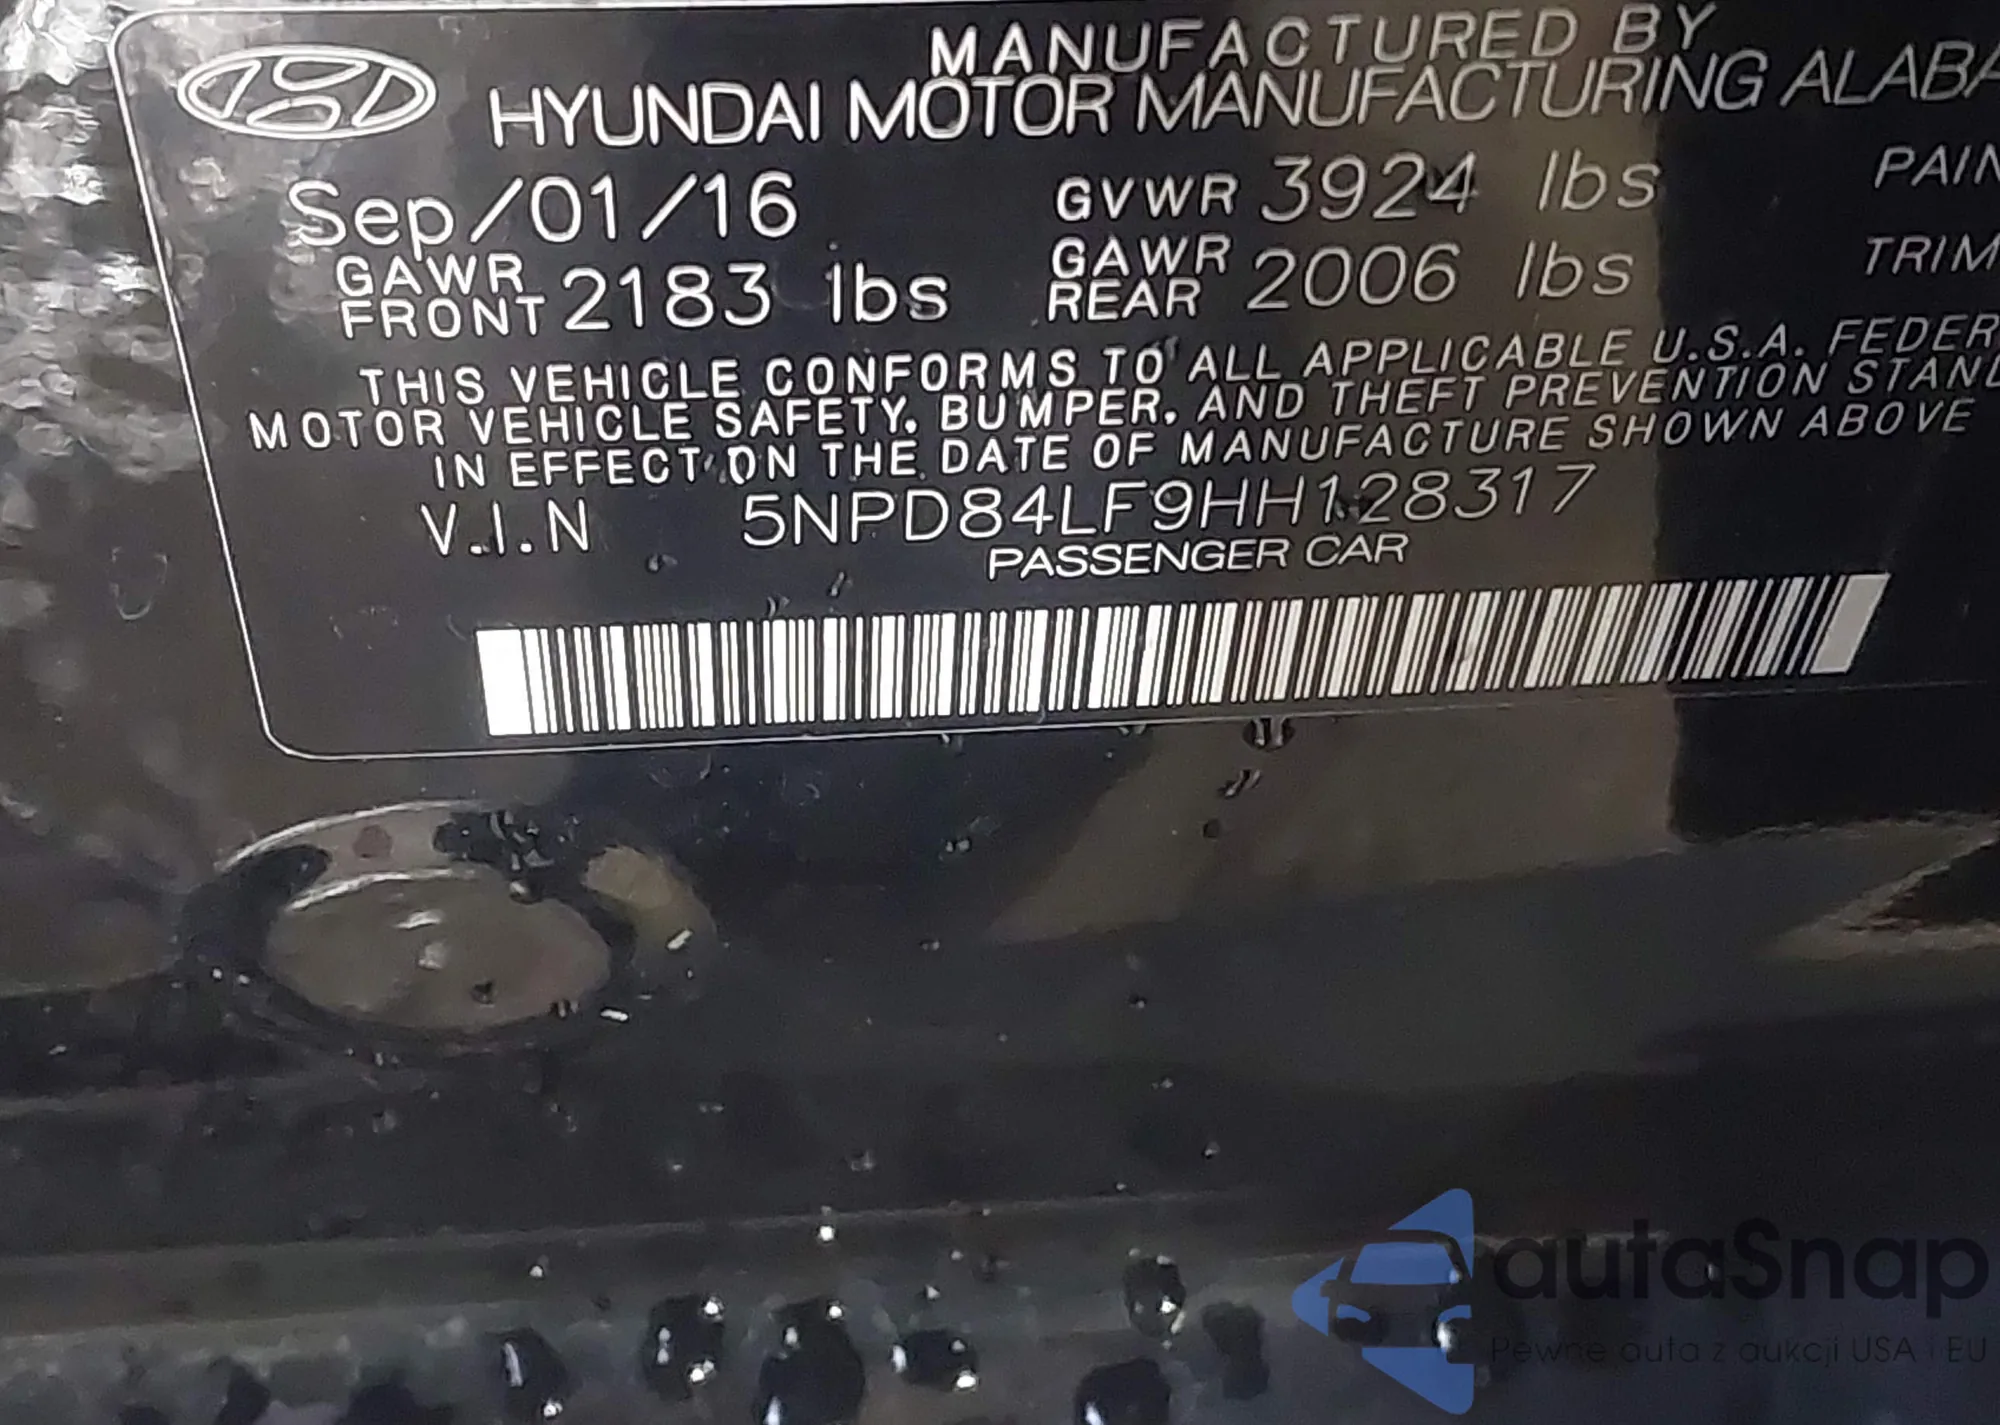 MANUFACTURED BY
HYUNDAI MOTOR MANUFACTURING ALABA
Sep/01/16 GVWR 3924 lbs PAIN
GAWR FRONT 2183 lbs GAWR REAR 2006 lbs TRIM
THIS VEHICLE CONFORMS TO ALL APPLICABLE U.S.A. FEDER
MOTOR VEHICLE SAFETY, BUMPER, AND THEFT PREVENTION STAND
IN EFFECT ON THE DATE OF MANUFACTURE SHOWN ABOVE
V.I.N 5NPD84LF9HH128317
PASSENGER CAR
autaSnap
Pewne auta z aukcji USA i EU